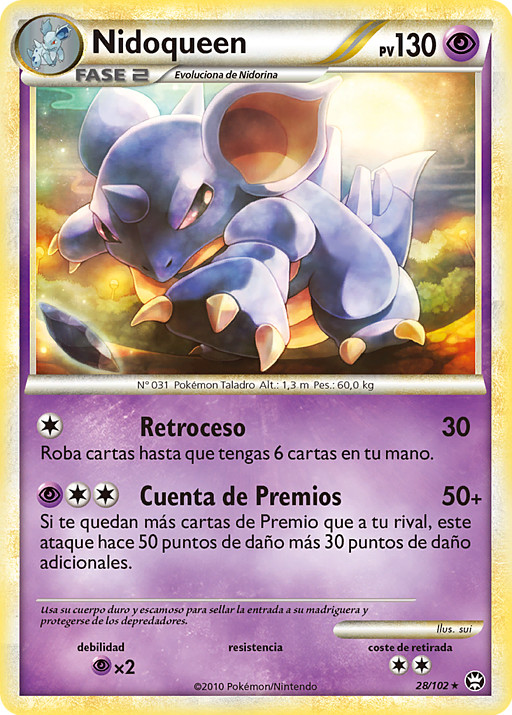 Nidoqueen
PV130
FASE 2
Evoluciona de Nidorina
Nº 031 Pokémon Taladro Alt.: 1,3 m Pes.: 60,0 kg
Retroceso 30
Roba cartas hasta que tengas 6 cartas en tu mano.
Cuenta de Premios 50+
Si te quedan más cartas de Premio que a tu rival, este
ataque hace 50 puntos de daño más 30 puntos de daño
adicionales.
Usa su cuerpo duro y escamoso para sellar la entrada a su madriguera y
protegerse de los depredadores.
Ilus. sui
debilidad resistencia coste de retirada
×2
28/102 ★
©2010 Pokémon/Nintendo